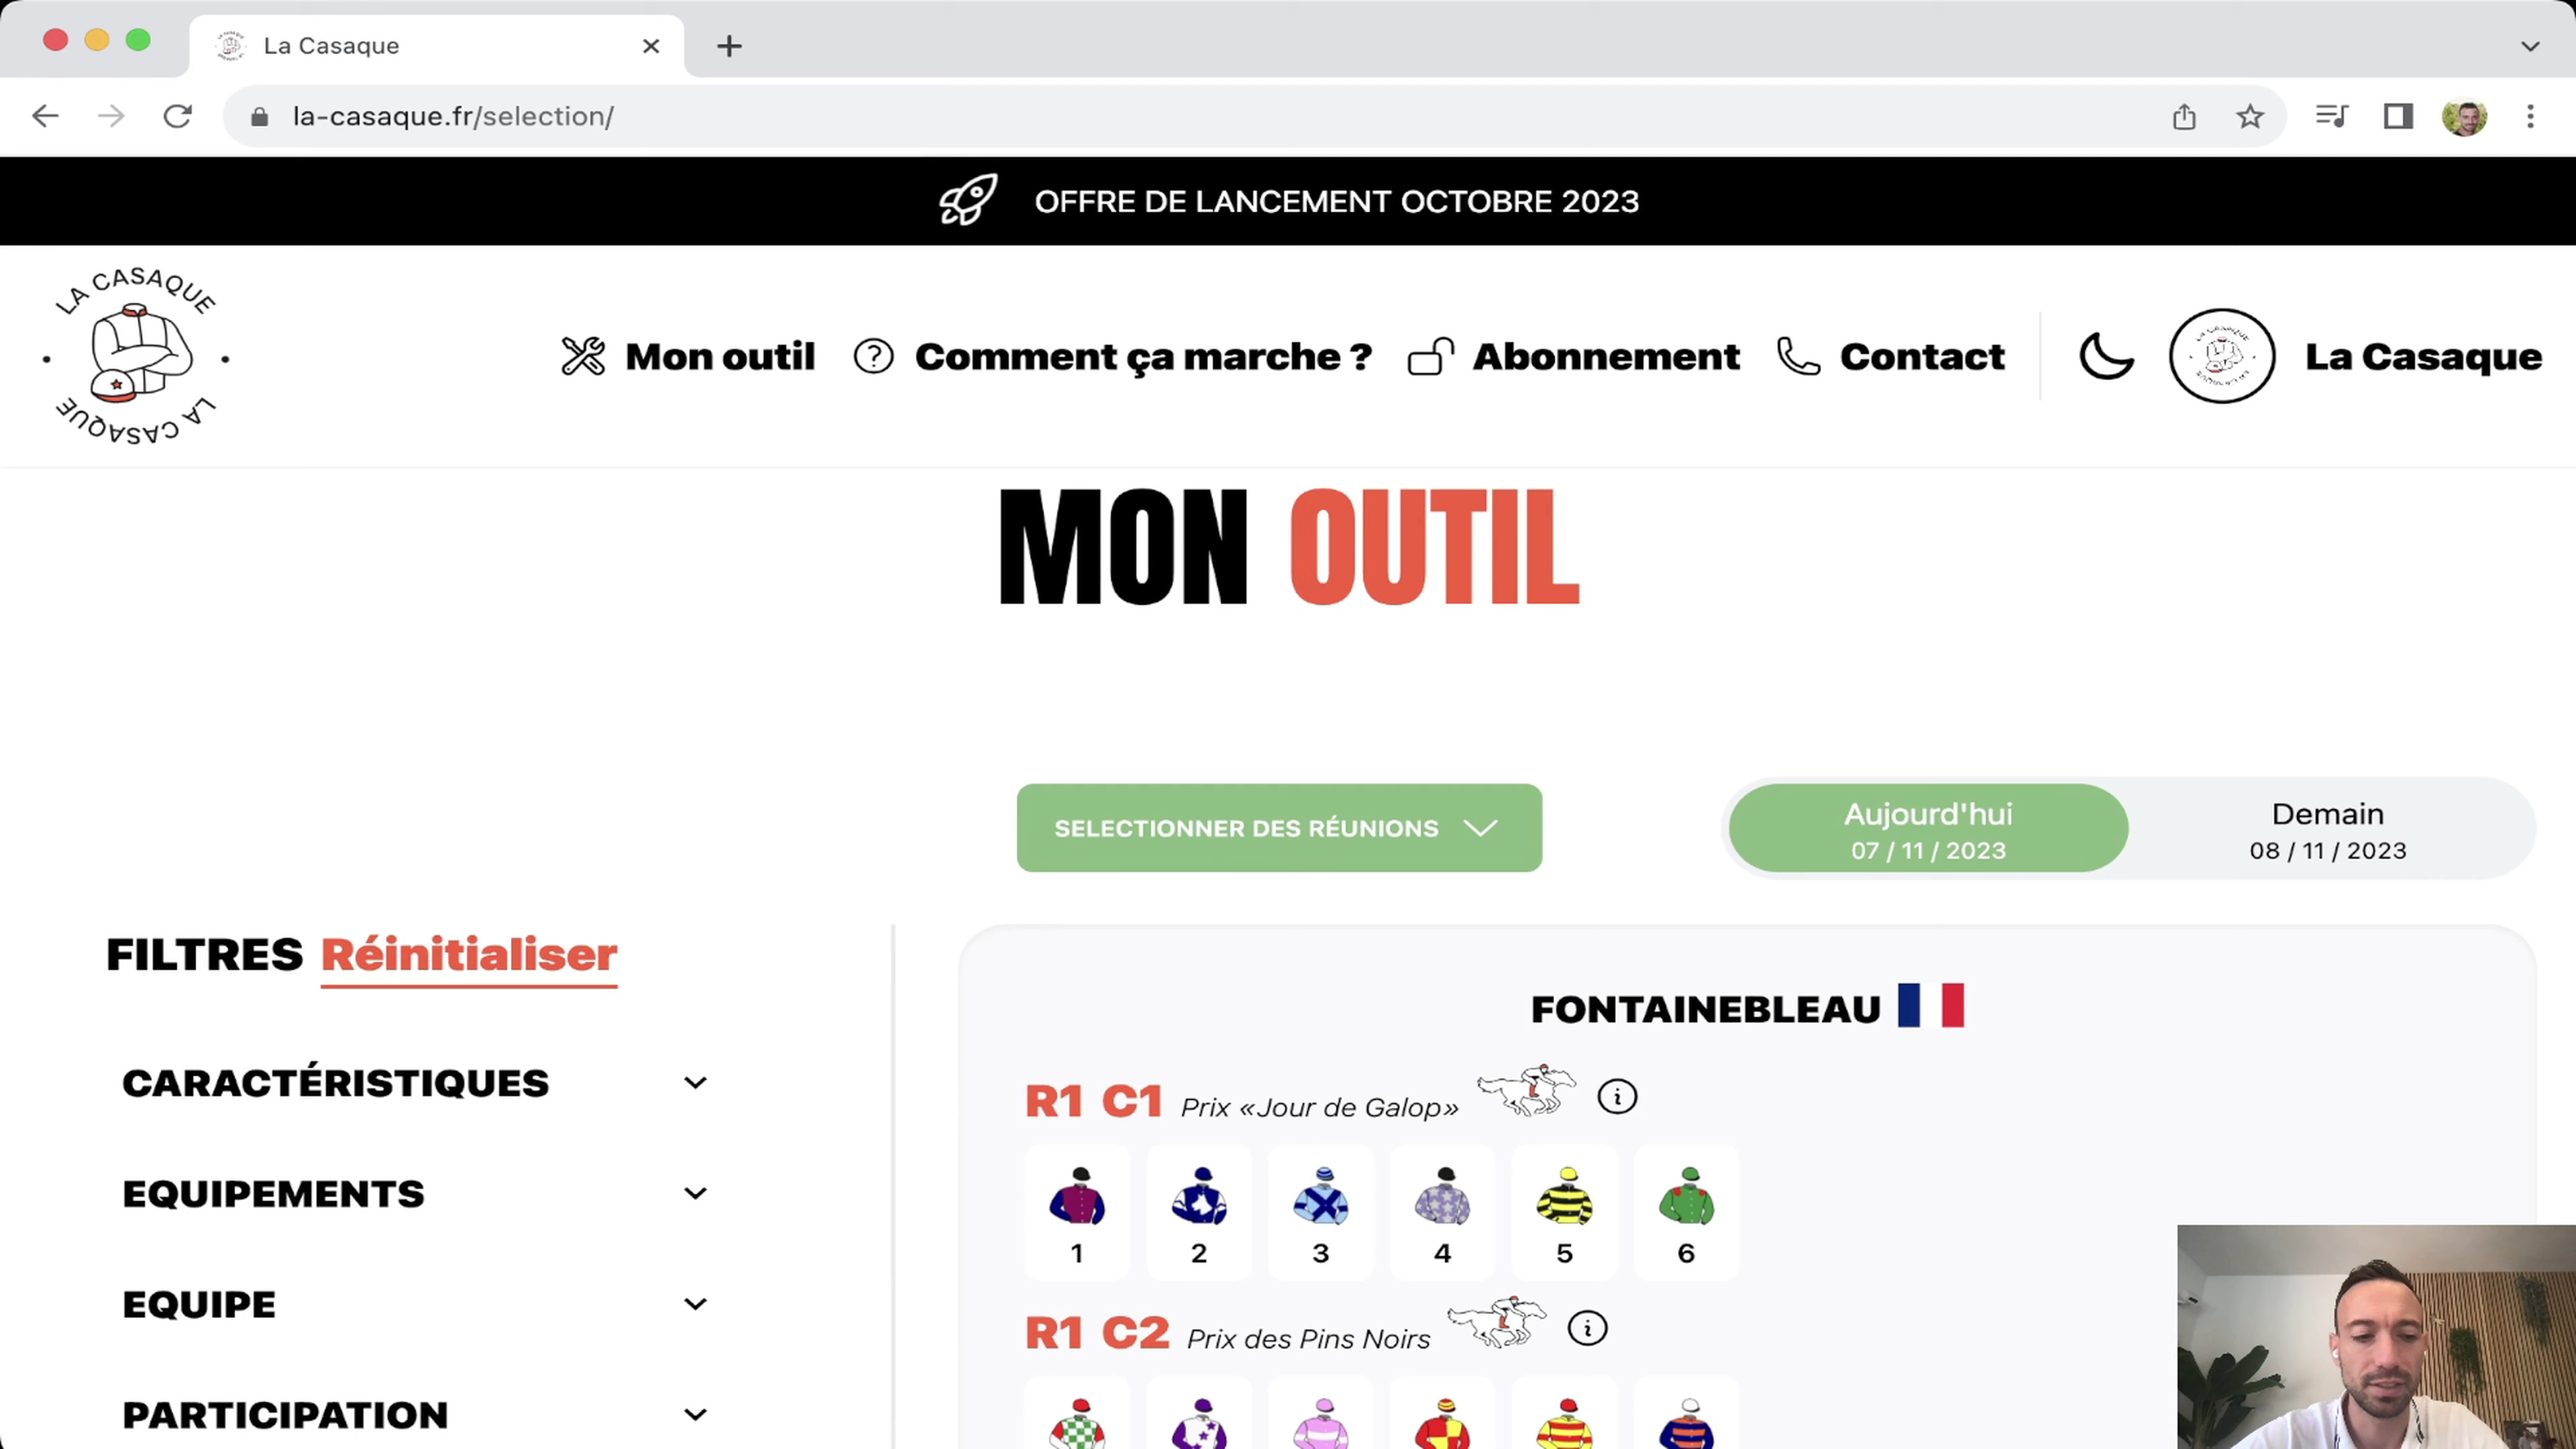 La Casaque
la-casaque.fr/selection/
OFFRE DE LANCEMENT OCTOBRE 2023
LA CASAQUE
LA CASAQUE
Mon outil
Comment ça marche ?
Abonnement
Contact
La Casaque
MON OUTIL
SELECTIONNER DES RÉUNIONS
Aujourd'hui
07 / 11 / 2023
Demain
08 / 11 / 2023
FILTRES Réinitialiser
CARACTÉRISTIQUES
EQUIPEMENTS
EQUIPE
PARTICIPATION
FONTAINEBLEAU
R1 C1 Prix «Jour de Galop»
1 2 3 4 5 6
R1 C2 Prix des Pins Noirs